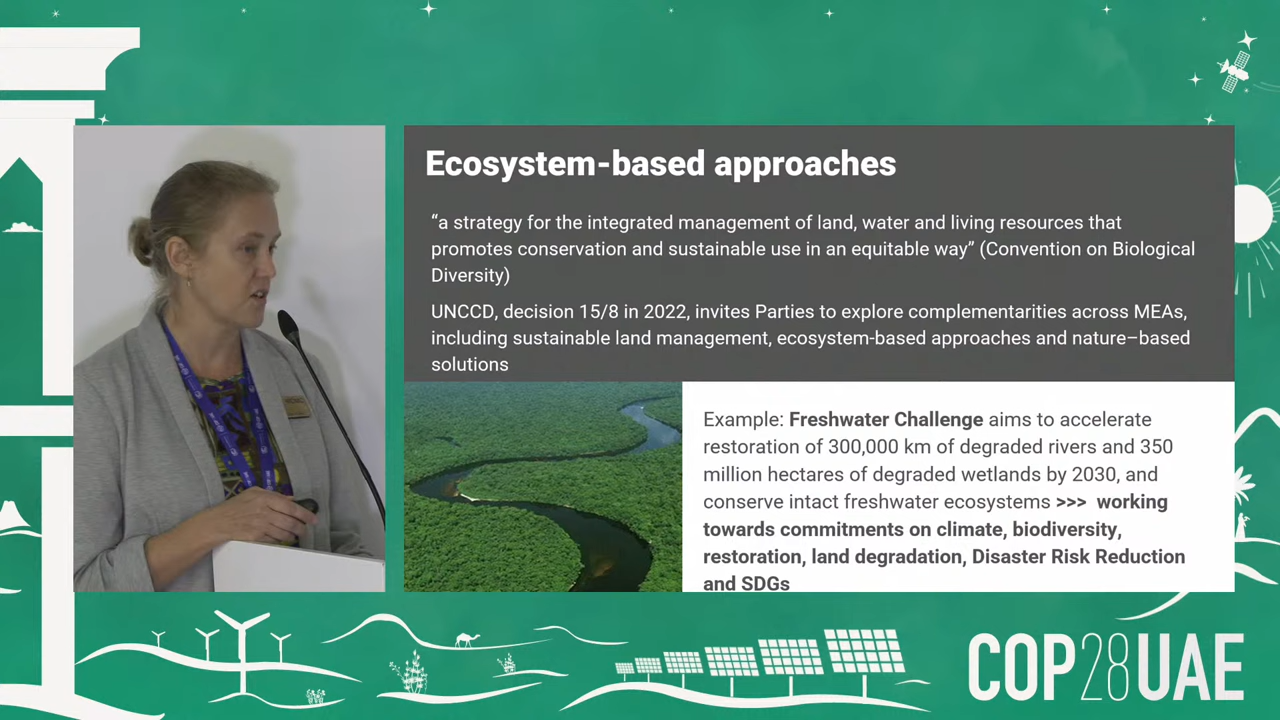 Ecosystem-based approaches
“a strategy for the integrated management of land, water and living resources that
promotes conservation and sustainable use in an equitable way” (Convention on Biological
Diversity)
UNCCD, decision 15/8 in 2022, invites Parties to explore complementarities across MEAs,
including sustainable land management, ecosystem-based approaches and nature–based
solutions
Example: Freshwater Challenge aims to accelerate
restoration of 300,000 km of degraded rivers and 350
million hectares of degraded wetlands by 2030, and
conserve intact freshwater ecosystems >>> working
towards commitments on climate, biodiversity,
restoration, land degradation, Disaster Risk Reduction
and SDGs
COP28UAE